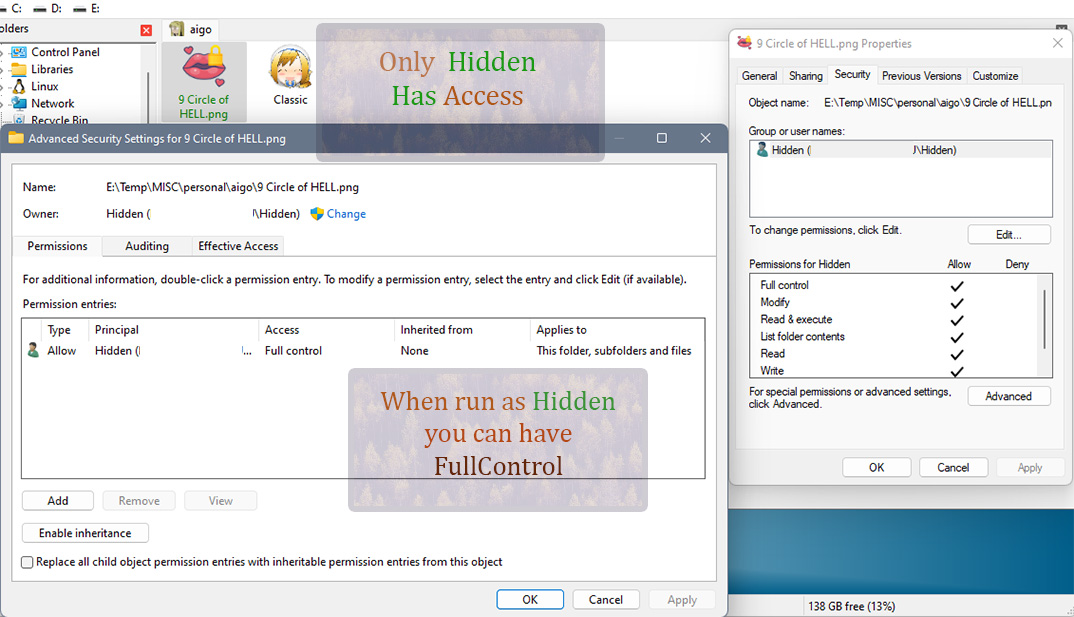 C: D: E:
olders
aigo
Control Panel
Libraries
Linux
Network
Recycle Bin
9 Circle of
HELL.png
Classic
Only Hidden
Has Access
Advanced Security Settings for 9 Circle of HELL.png
Name: E:\Temp\MISC\personal\aigo\9 Circle of HELL.png
Owner: Hidden ( \Hidden) Change
Permissions Auditing Effective Access
For additional information, double-click a permission entry. To modify a permission entry, select the entry and click Edit (if available).
Permission entries:
Type Principal Access Inherited from Applies to
Allow Hidden ( ... Full control None This folder, subfolders and files
When run as Hidden
you can have
FullControl
Add Remove View
Enable inheritance
Replace all child object permission entries with inheritable permission entries from this object
OK Cancel Apply
9 Circle of HELL.png Properties
General Sharing Security Previous Versions Customize
Object name: E:\Temp\MISC\personal\aigo\9 Circle of HELL.pn
Group or user names:
Hidden ( \Hidden)
To change permissions, click Edit.
Edit...
Permissions for Hidden Allow Deny
Full control
Modify
Read & execute
List folder contents
Read
Write
For special permissions or advanced settings,
click Advanced.
Advanced
OK Cancel Apply
138 GB free (13%)